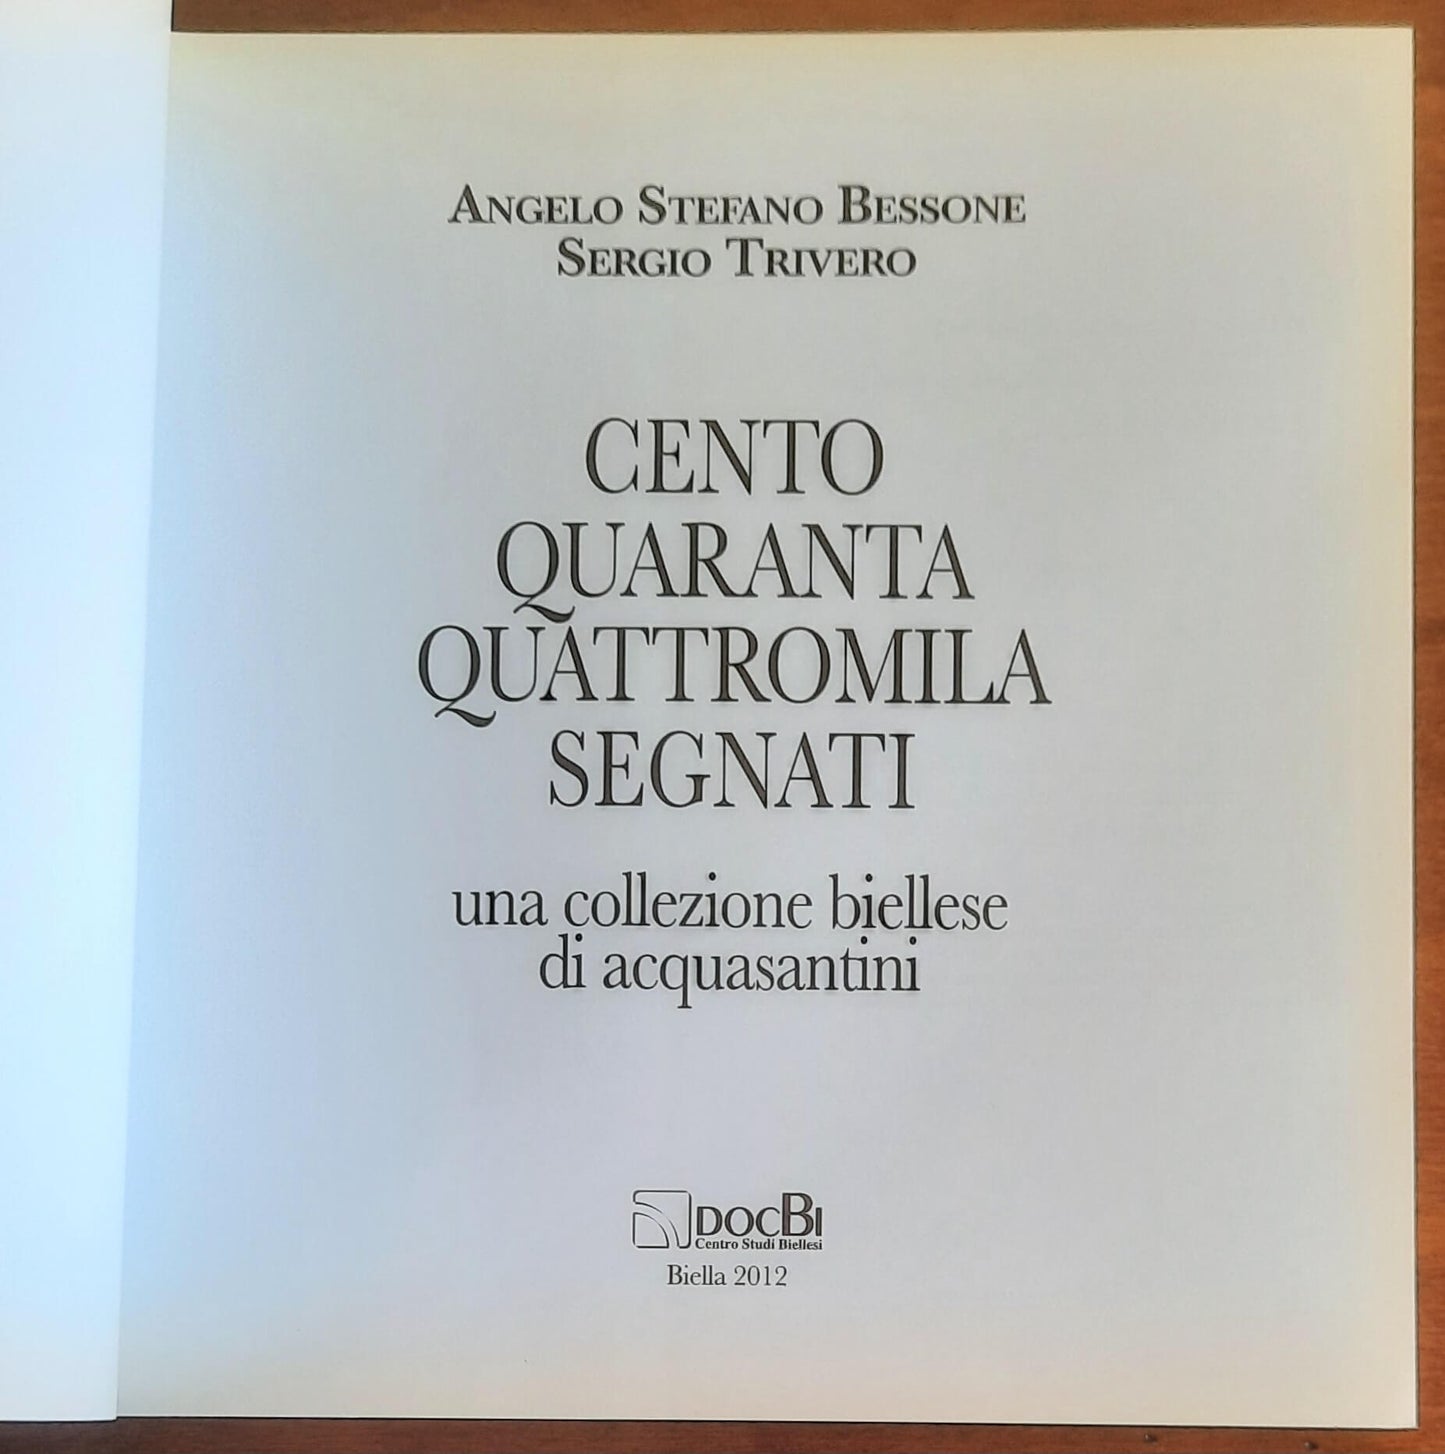 ANGELO STEFANO BESSONE
SERGIO TRIVERO
CENTO
QUARANTA
QUATTROMILA
SEGNATI
una collezione biellese
di acquasantini
DOCBI
Centro Studi Biellesi
Biella 2012